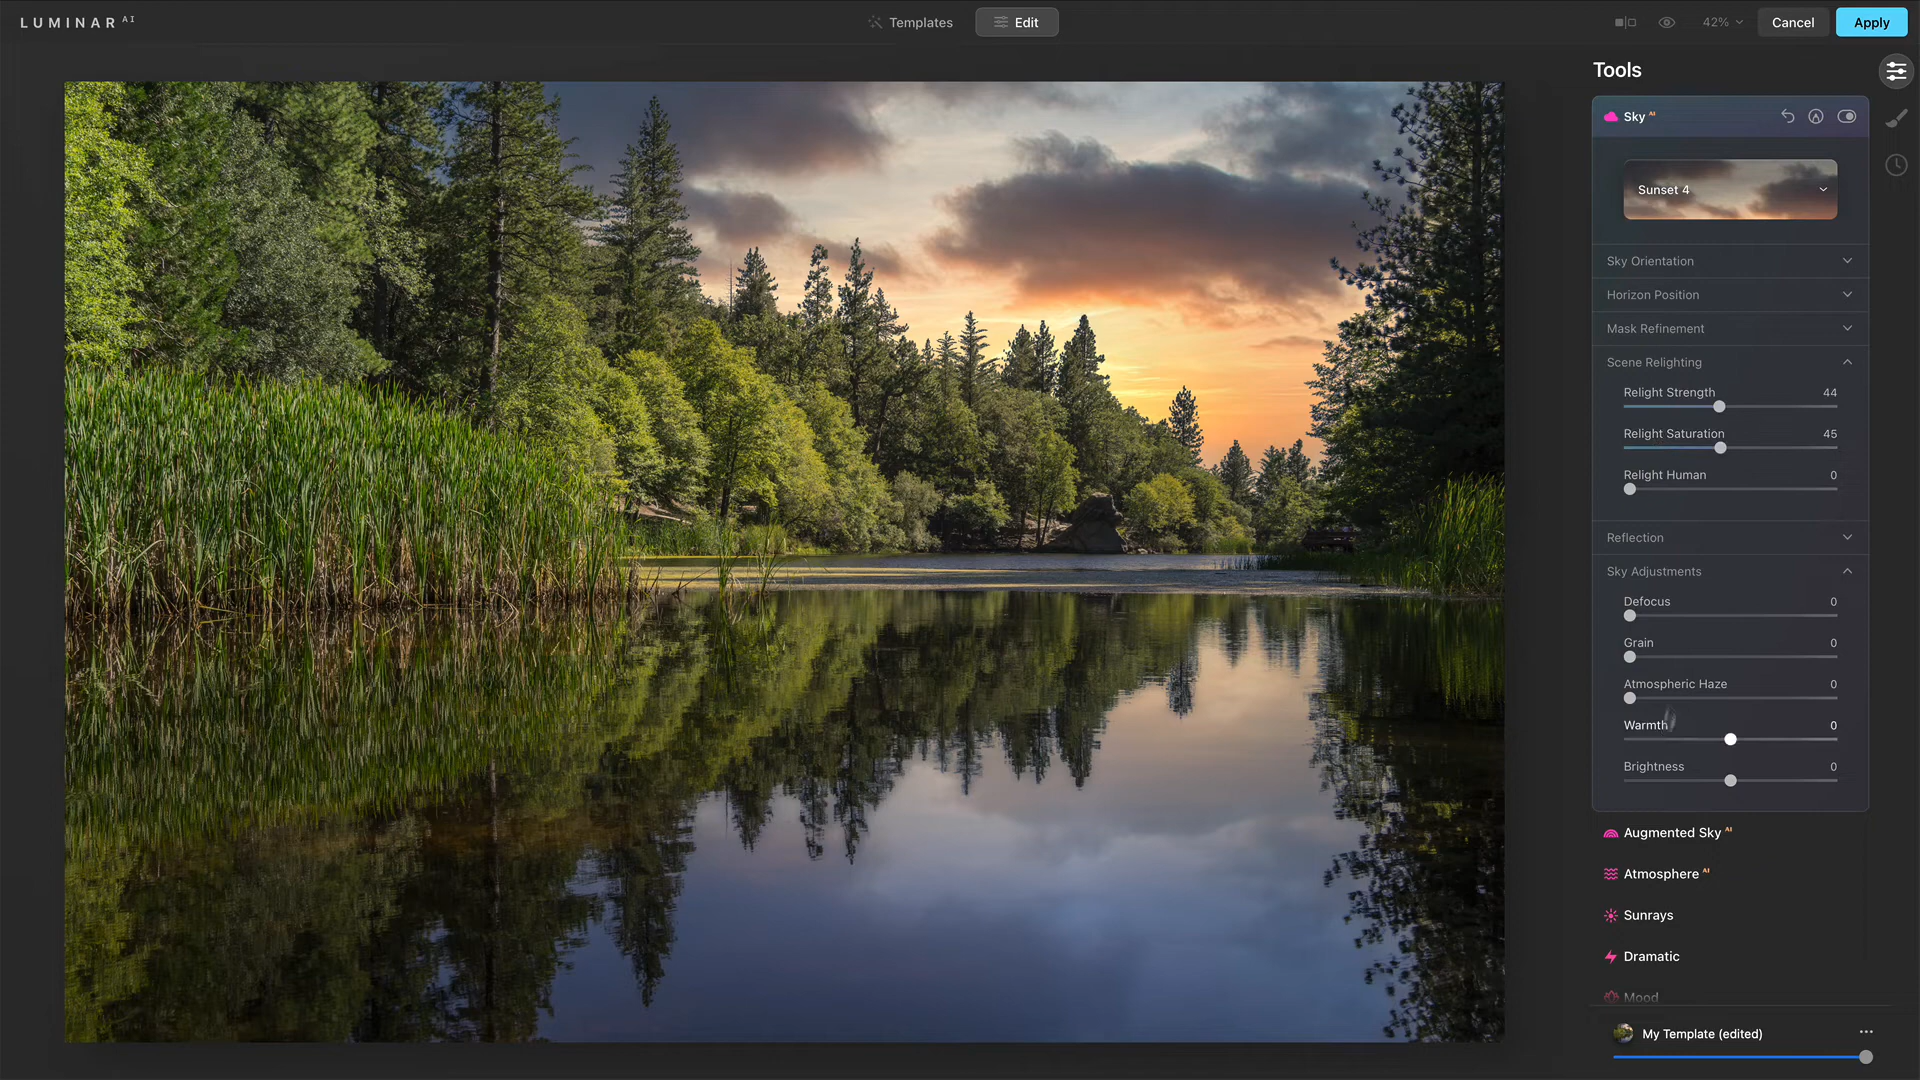 LUMINAR AI
Templates
Edit
42%
Cancel
Apply
Tools
Sky AI
Sunset 4
Sky Orientation
Horizon Position
Mask Refinement
Scene Relighting
Relight Strength 44
Relight Saturation 45
Relight Human 0
Reflection
Sky Adjustments
Defocus 0
Grain 0
Atmospheric Haze 0
Warmth 0
Brightness 0
Augmented Sky AI
Atmosphere AI
Sunrays
Dramatic
Mood
My Template (edited)